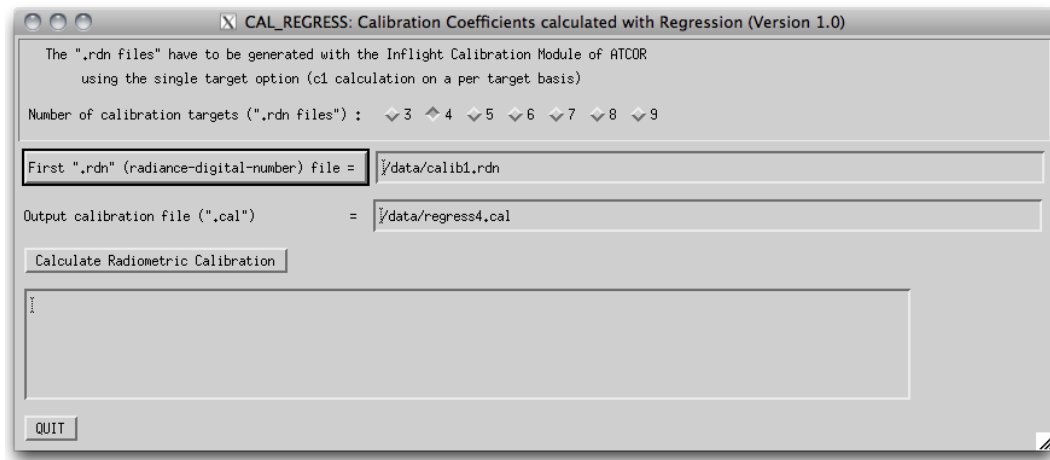 CAL_REGRESS: Calibration Coefficients calculated with Regression (Version 1.0)
The ".rdn files" have to be generated with the Inflight Calibration Module of ATCOR
using the single target option (c1 calculation on a per target basis)
Number of calibration targets (".rdn files") : 3 4 5 6 7 8 9
First ".rdn" (radiance-digital-number) file = /data/calib1.rdn
Output calibration file (".cal") = /data/regress4.cal
Calculate Radiometric Calibration
QUIT